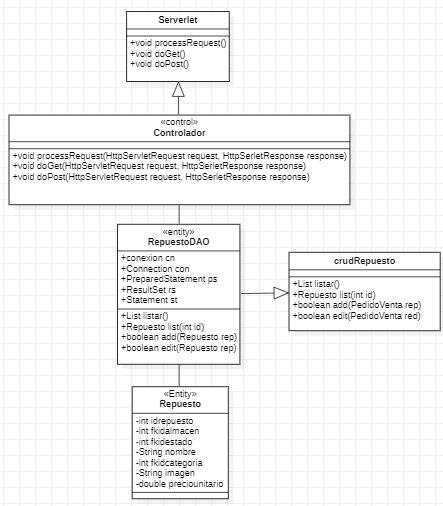 Serverlet
+void processRequest()
+void doGet()
+void doPost()
«control»
Controlador
+void processRequest(HttpServletRequest request, HttpSerletResponse response)
+void doGet(HttpServletRequest request, HttpSerletResponse response)
+void doPost(HttpServletRequest request, HttpSerletResponse response)
«entity»
RepuestoDAO
+conexion cn
+Connection con
+PreparedStatement ps
+ResultSet rs
+Statement st
+List listar()
+Repuesto list(int id)
+boolean add(Repuesto rep)
+boolean edit(Repuesto rep)
crudRepuesto
+List listar()
+Repuesto list(int id)
+boolean add(PedidoVenta rep)
+boolean edit(PedidoVenta red)
«Entity»
Repuesto
-int idrepuesto
-int fkidalmacen
-int fkidestado
-String nombre
-int fkidcategoria
-String imagen
-double preciounitario